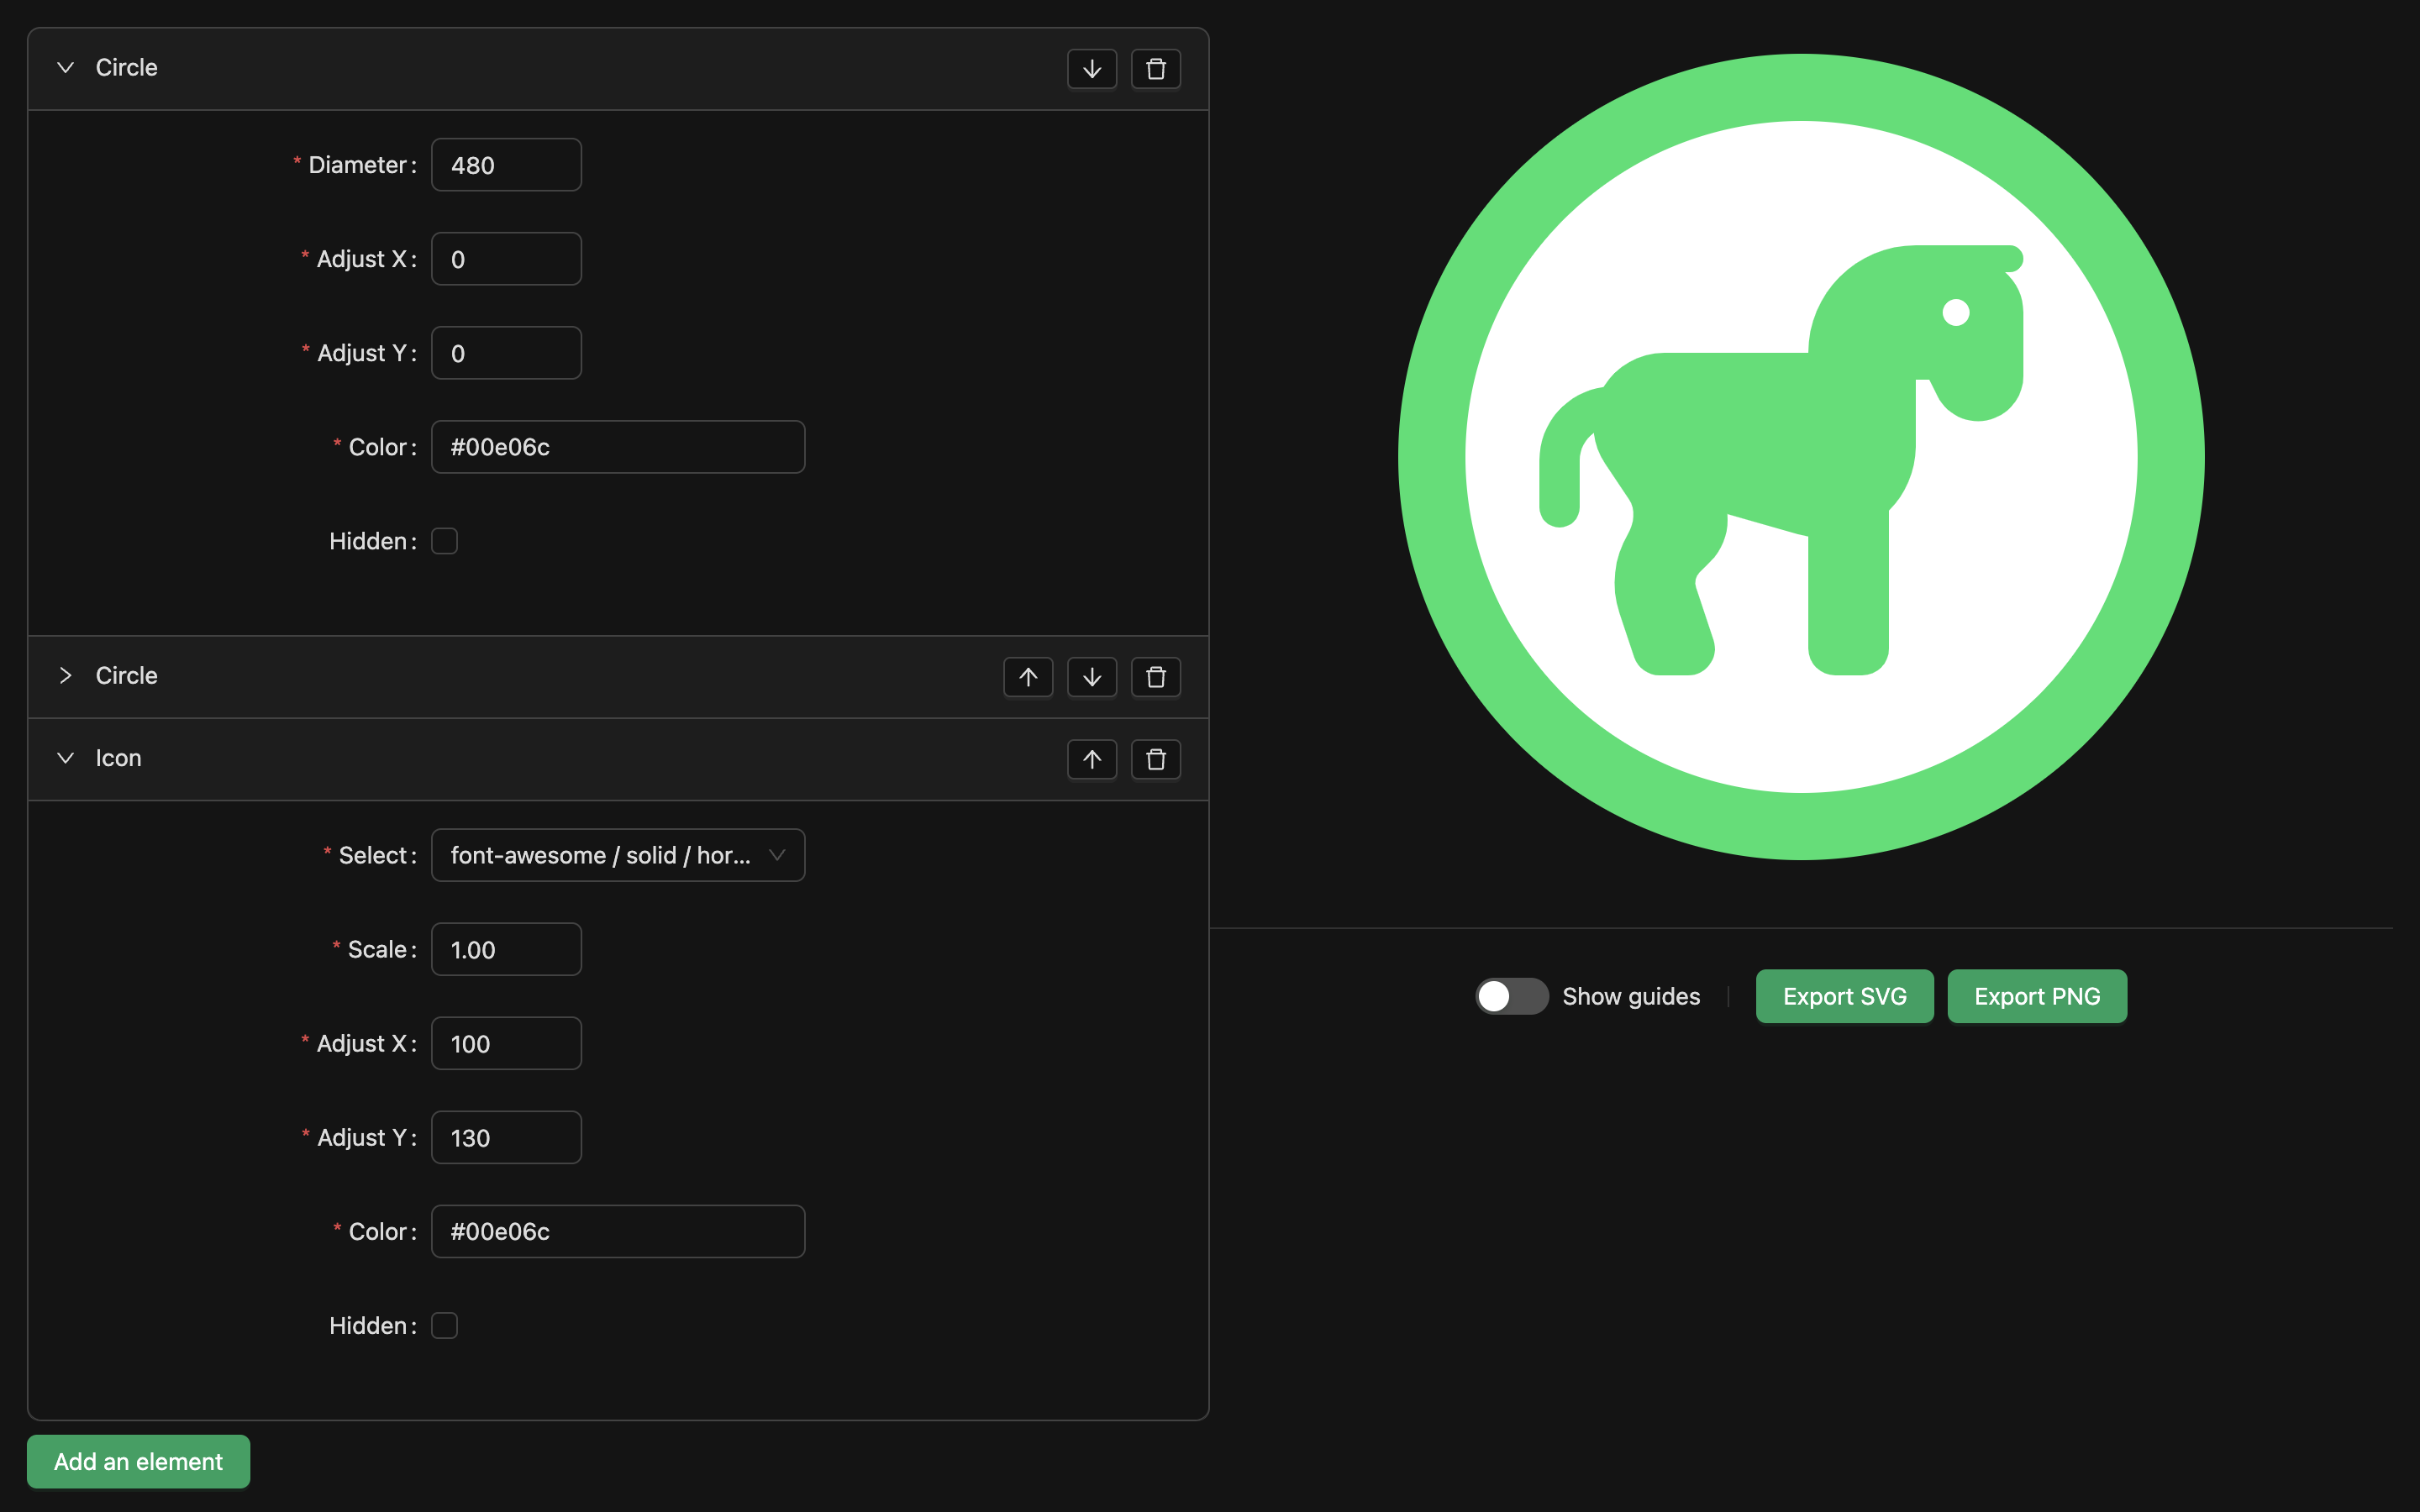 Circle
* Diameter: 480
* Adjust X: 0
* Adjust Y: 0
* Color: #00e06c
Hidden:
Circle
Icon
* Select: font-awesome / solid / hor...
* Scale: 1.00
* Adjust X: 100
* Adjust Y: 130
* Color: #00e06c
Hidden:
Add an element
Show guides
Export SVG
Export PNG